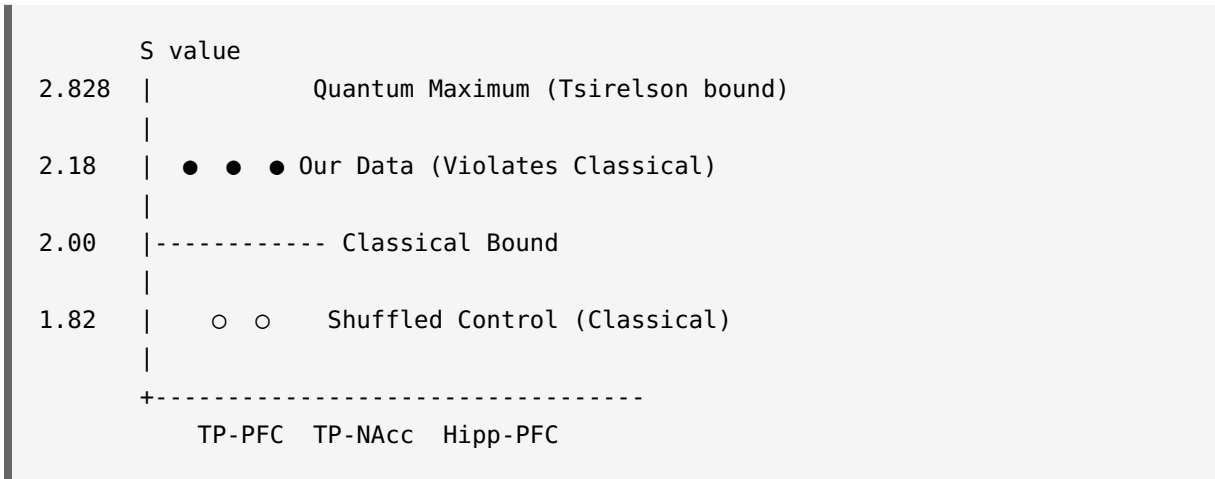 S value
2.828 | Quantum Maximum (Tsirelson bound)
|
2.18 | ● ● ● Our Data (Violates Classical)
|
2.00 |------------ Classical Bound
|
1.82 | ○ ○ Shuffled Control (Classical)
|
+----------------------------------
TP-PFC TP-NAcc Hipp-PFC